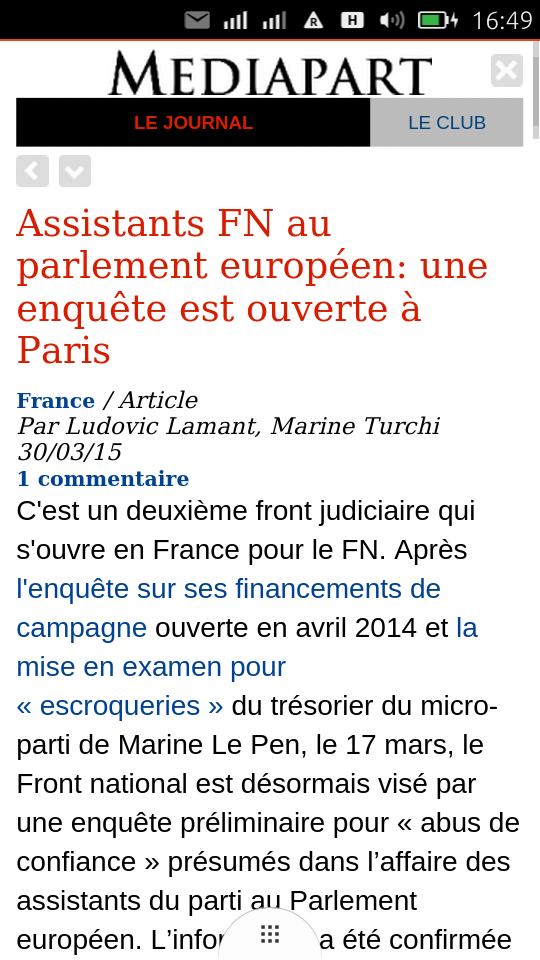 R H 16:49
MEDIAPART
LE JOURNAL LE CLUB
Assistants FN au
parlement européen: une
enquête est ouverte à
Paris
France / Article
Par Ludovic Lamant, Marine Turchi
30/03/15
1 commentaire
C'est un deuxième front judiciaire qui
s'ouvre en France pour le FN. Après
l'enquête sur ses financements de
campagne ouverte en avril 2014 et la
mise en examen pour
« escroqueries » du trésorier du micro-
parti de Marine Le Pen, le 17 mars, le
Front national est désormais visé par
une enquête préliminaire pour « abus de
confiance » présumés dans l’affaire des
assistants du parti au Parlement
européen. a été confirmée